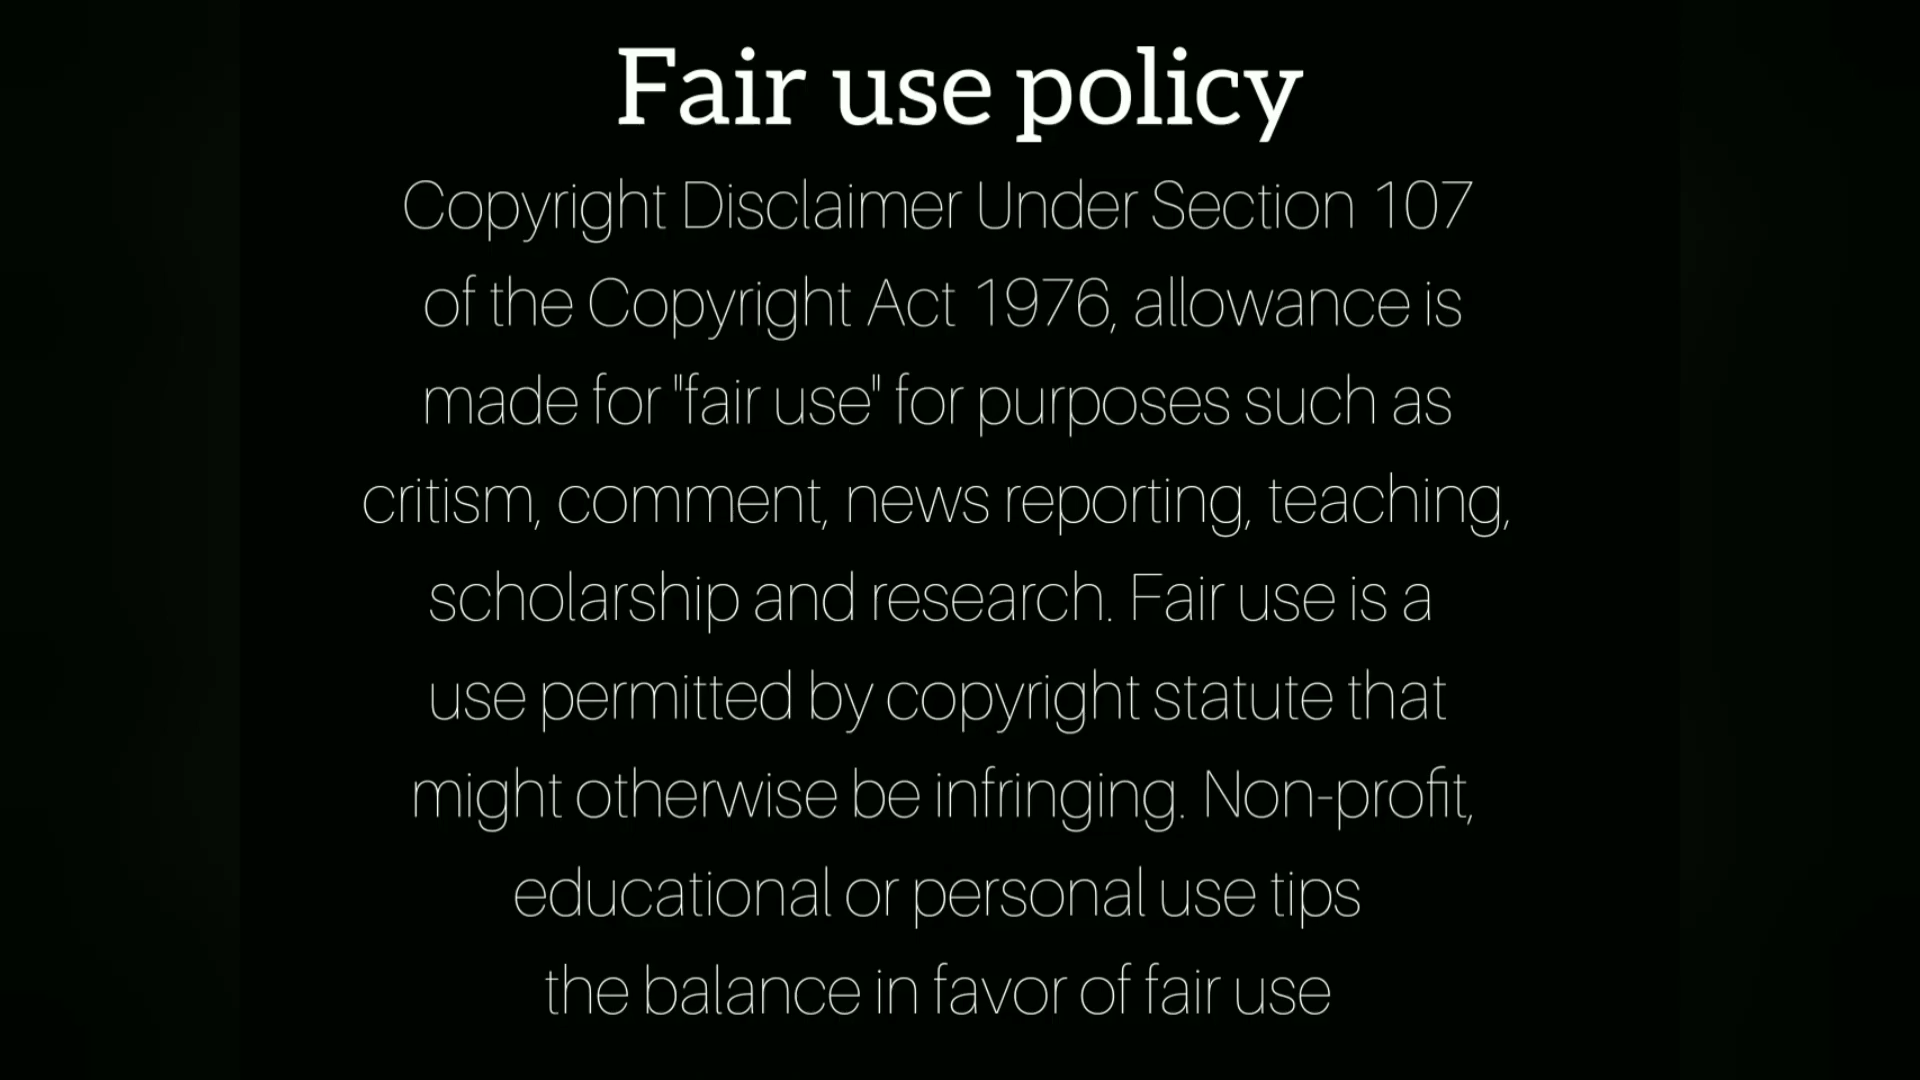 Fair use policy
Copyright Disclaimer Under Section 107
of the Copyright Act 1976, allowance is
made for "fair use" for purposes such as
critism, comment, news reporting, teaching,
scholarship and research. Fair use is a
use permitted by copyright statute that
might otherwise be infringing. Non-profit,
educational or personal use tips
the balance in favor of fair use